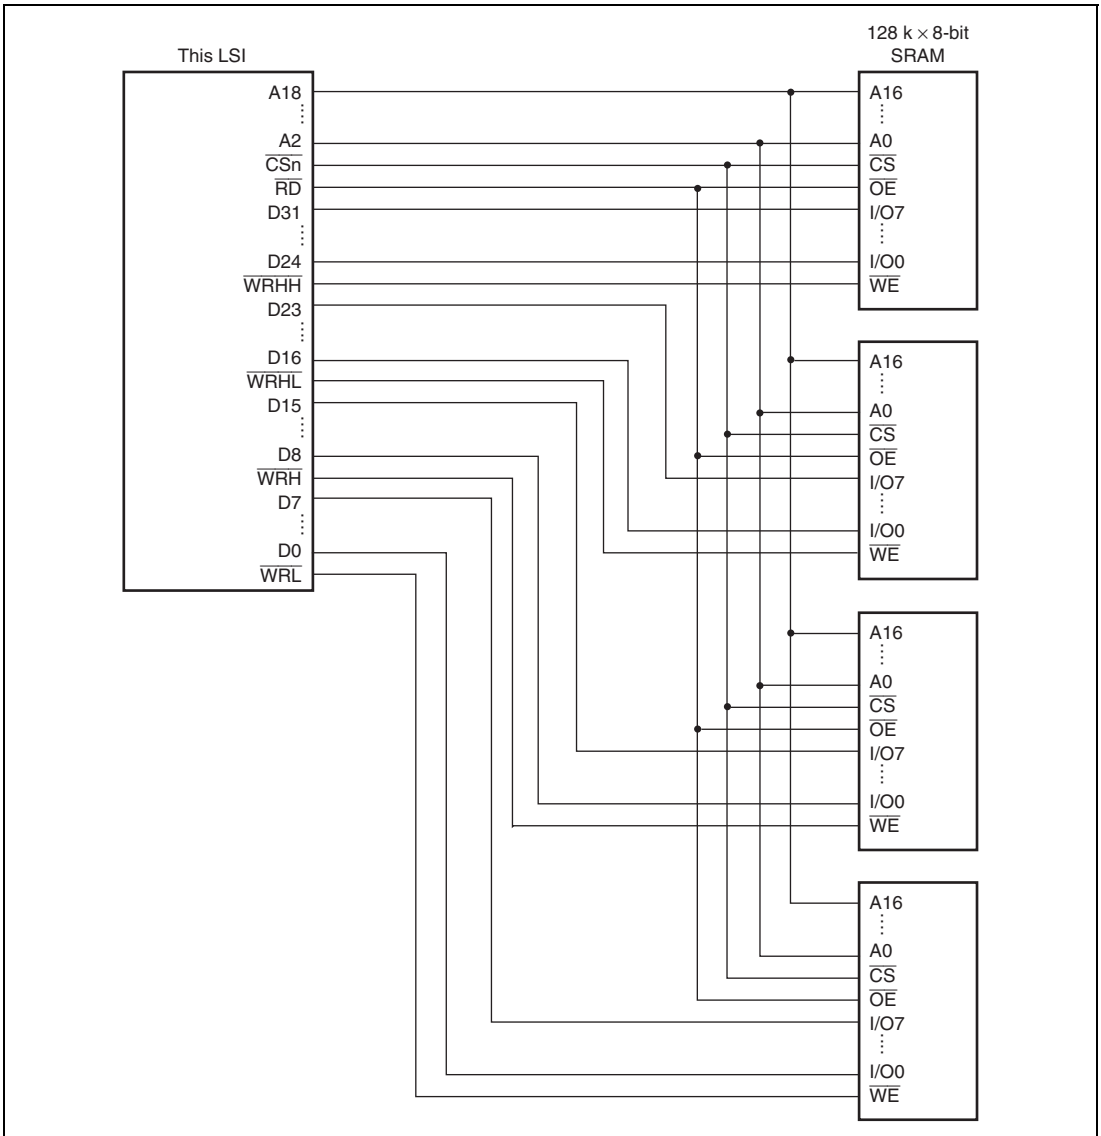 This LSI
A18
A2
CSn
RD
D31
D24
WRHH
D23
D16
WRHL
D15
D8
WRH
D7
D0
WRL
128 k × 8-bit
SRAM
A16
A0
CS
OE
I/O7
I/O0
WE
A16
A0
CS
OE
I/O7
I/O0
WE
A16
A0
CS
OE
I/O7
I/O0
WE
A16
A0
CS
OE
I/O7
I/O0
WE